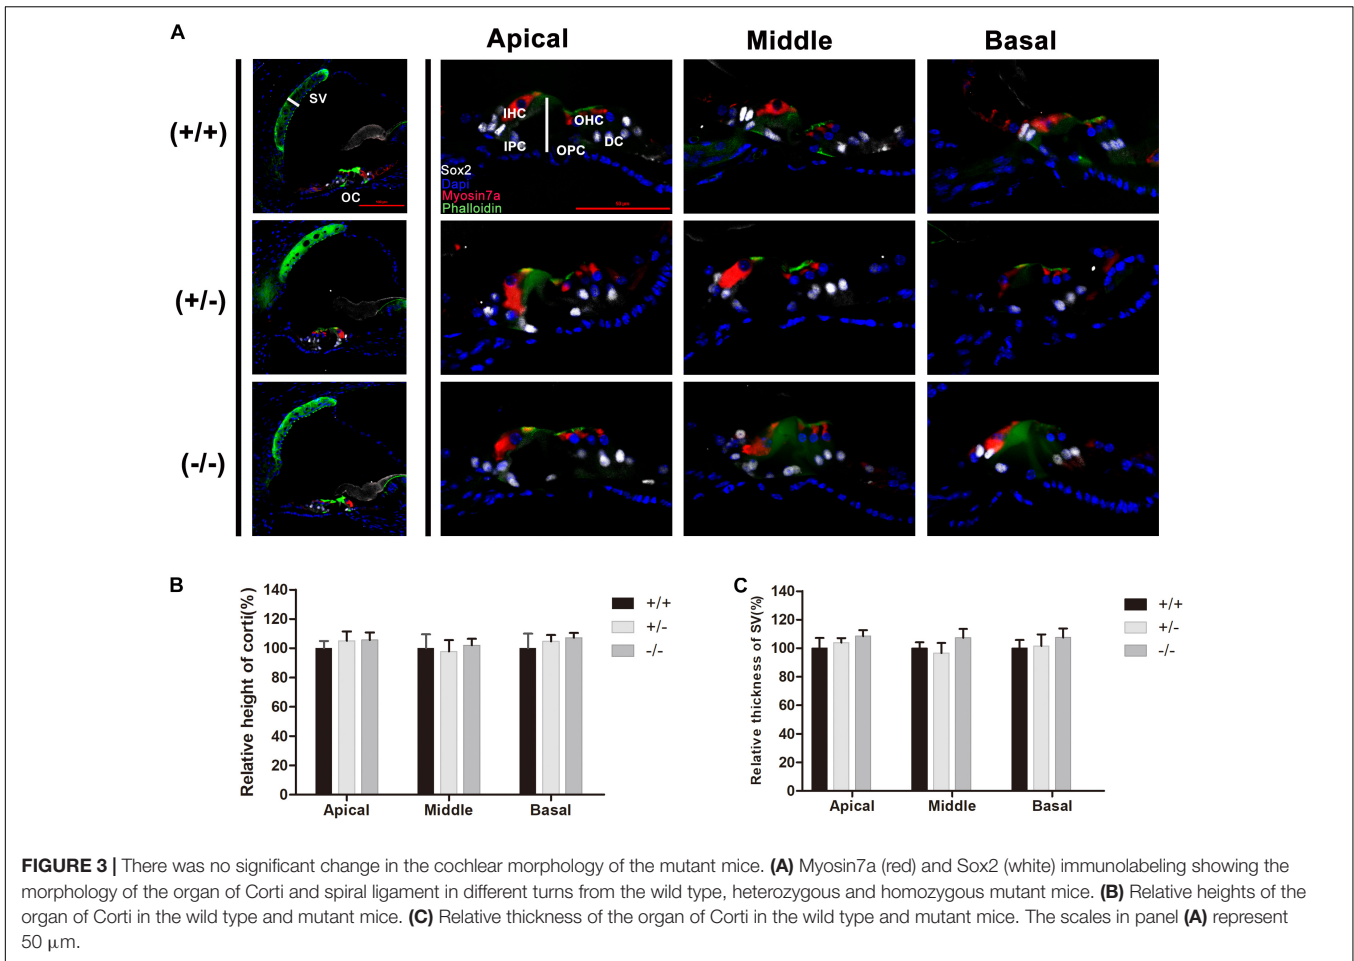 A
Apical
Middle
Basal
(+/+)
SV
OC
IHC
OHC
IPC
DC
OPC
Sox2
Dapi
Myosin7a
Phalloidin
(+/-)
(-/-)
B
Relative height of corti(%)
140
120
100
80
60
40
20
0
Apical
Middle
Basal
+/+
+/-
-/-
C
Relative thickness of SV(%)
140
120
100
80
60
40
20
0
Apical
Middle
Basal
+/+
+/-
-/-
FIGURE 3 | There was no significant change in the cochlear morphology of the mutant mice. (A) Myosin7a (red) and Sox2 (white) immunolabeling showing the
morphology of the organ of Corti and spiral ligament in different turns from the wild type, heterozygous and homozygous mutant mice. (B) Relative heights of the
organ of Corti in the wild type and mutant mice. (C) Relative thickness of the organ of Corti in the wild type and mutant mice. The scales in panel (A) represent
50 μm.